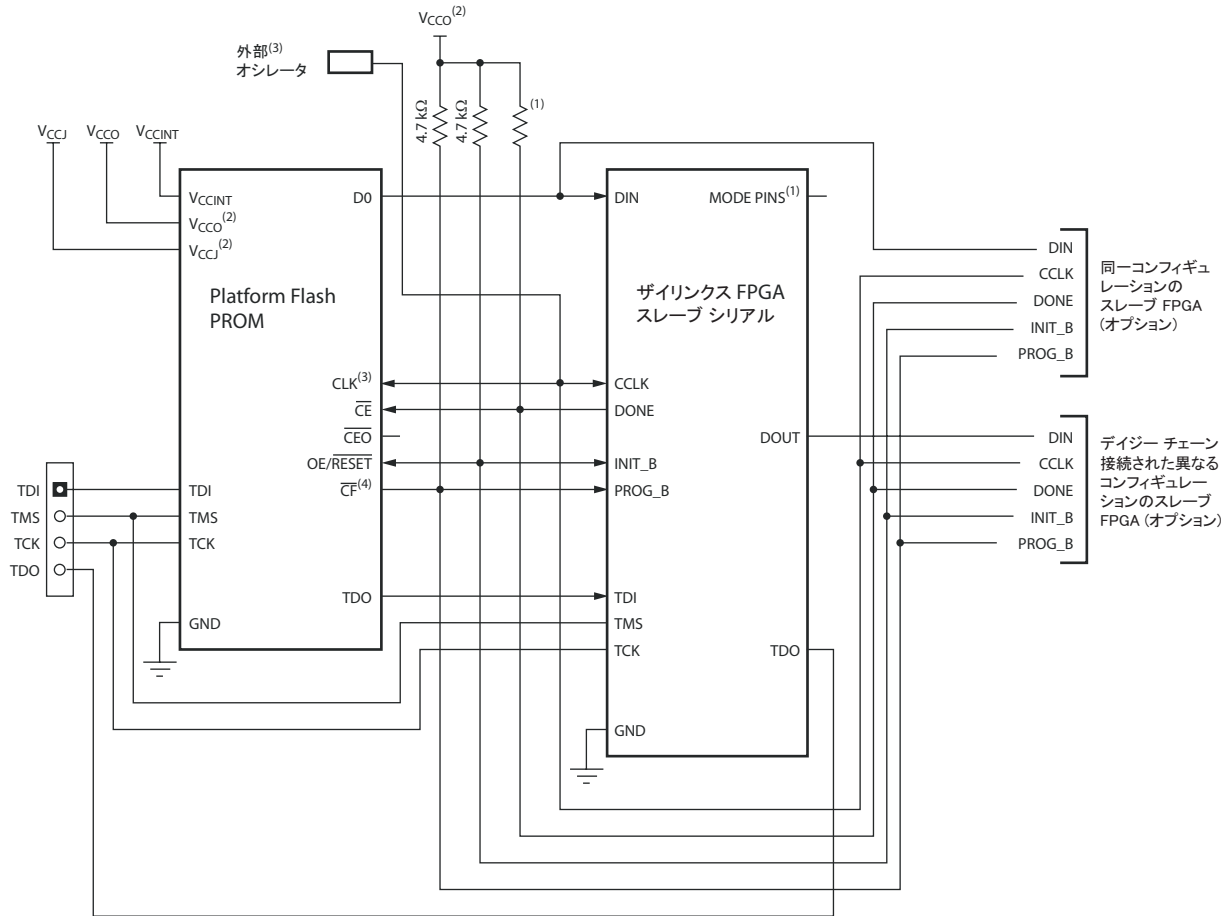 VCCO(2)
外部(3)
オシレータ
4.7 kΩ
4.7 kΩ
(1)
VCCJ
VCCO
VCCINT
VCCINT
VCCO(2)
VCCJ(2)
D0
Platform Flash
PROM
CLK(3)
CE
CEO
OE/RESET
CF(4)
TDI
TMS
TCK
TDO
GND
TDI
TMS
TCK
TDO
DIN
MODE PINS(1)
ザイリンクス FPGA
スレーブ シリアル
CCLK
DONE
DOUT
INIT_B
PROG_B
TDI
TMS
TCK
TDO
GND
DIN
CCLK
DONE
INIT_B
PROG_B
同一コンフィギュ
レーションの
スレーブ FPGA
(オプション)
DIN
CCLK
DONE
INIT_B
PROG_B
デイジー チェーン
接続された異なる
コンフィギュレー
ションのスレーブ
FPGA (オプション)